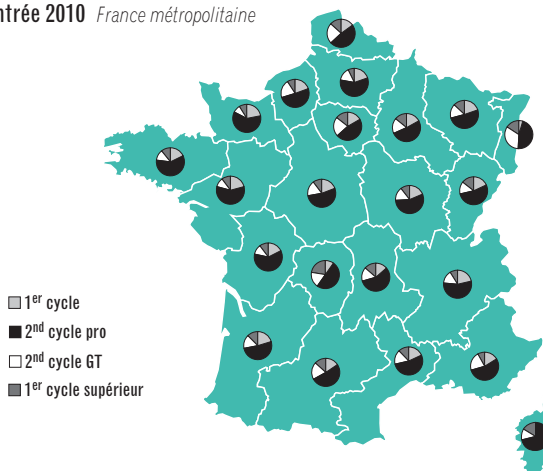 ntrée 2010 France métropolitaine
1er cycle
2nd cycle pro
2nd cycle GT
1er cycle supérieur